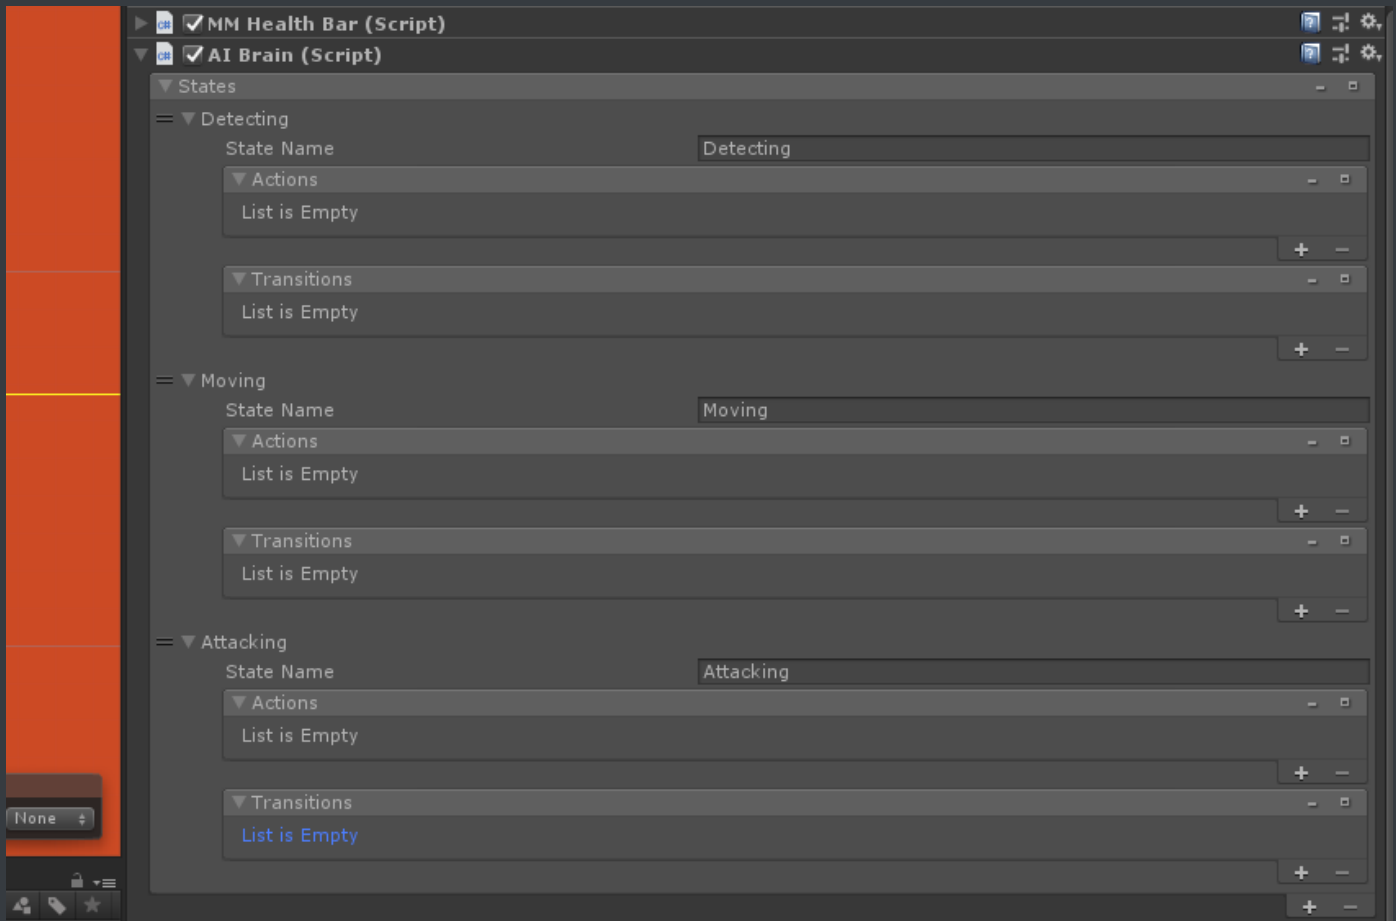 MM Health Bar (Script)
AI Brain (Script)
States
Detecting
State Name Detecting
Actions
List is Empty
Transitions
List is Empty
Moving
State Name Moving
Actions
List is Empty
Transitions
List is Empty
Attacking
State Name Attacking
Actions
List is Empty
Transitions
None
List is Empty